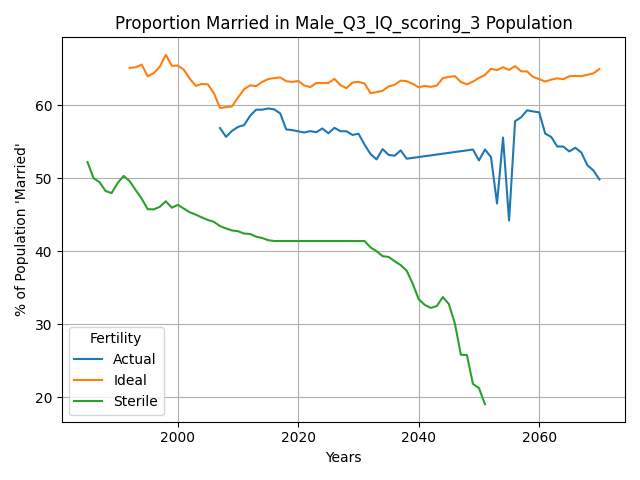 Proportion Married in Male_Q3_IQ_scoring_3 Population
% of Population 'Married'
60
50
40
30
20
Fertility
Actual
Ideal
Sterile
2000
2020
2040
2060
Years